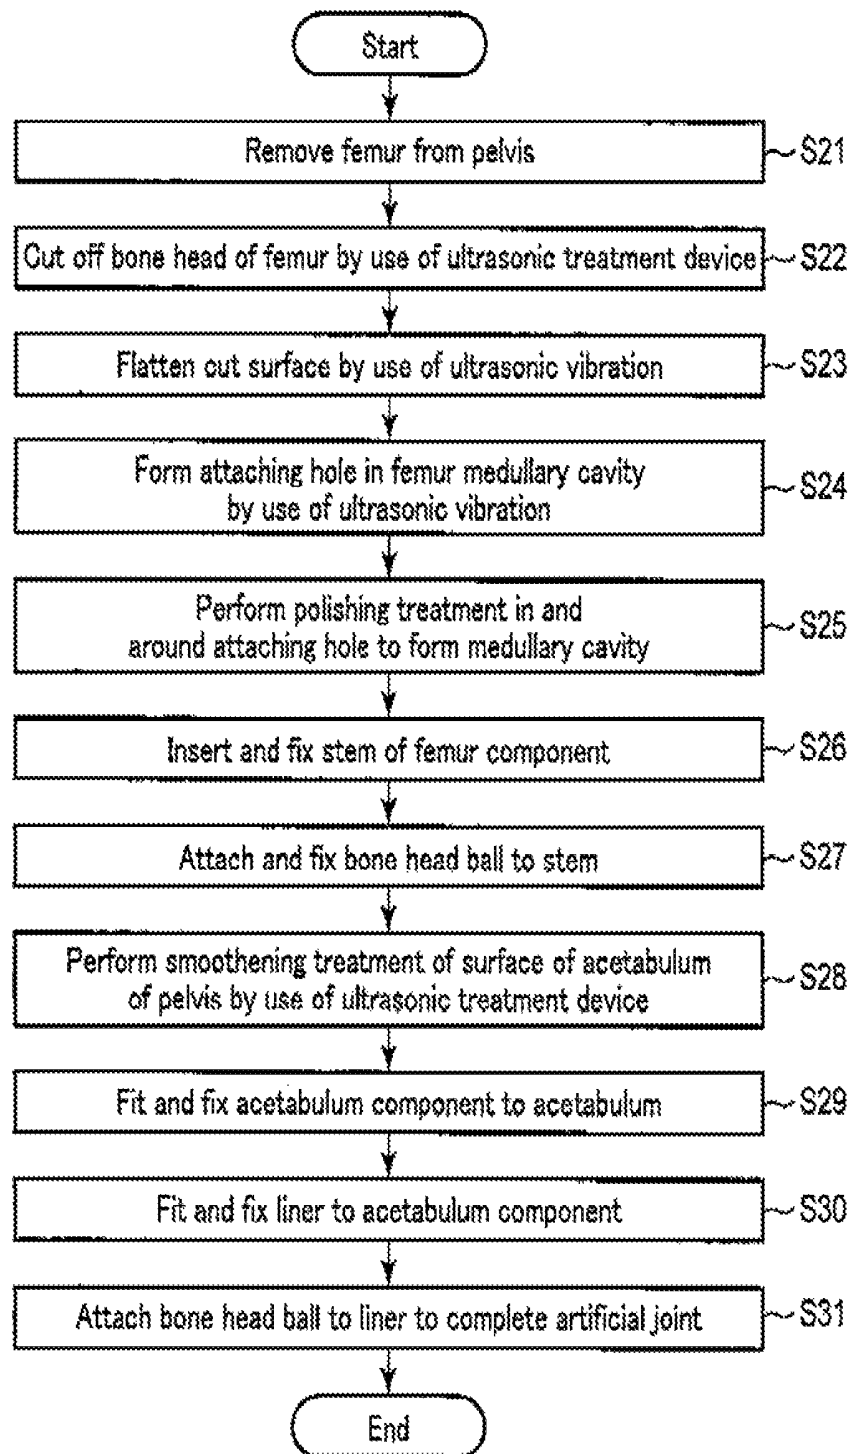 Start
Remove femur from pelvis
S21
Cut off bone head of femur by use of ultrasonic treatment device
S22
Flatten cut surface by use of ultrasonic vibration
S23
Form attaching hole in femur medullary cavity
by use of ultrasonic vibration
S24
Perform polishing treatment in and
around attaching hole to form medullary cavity
S25
Insert and fix stem of femur component
S26
Attach and fix bone head ball to stem
S27
Perform smoothening treatment of surface of acetabulum
of pelvis by use of ultrasonic treatment device
S28
Fit and fix acetabulum component to acetabulum
S29
Fit and fix liner to acetabulum component
S30
Attach bone head ball to liner to complete artificial joint
S31
End